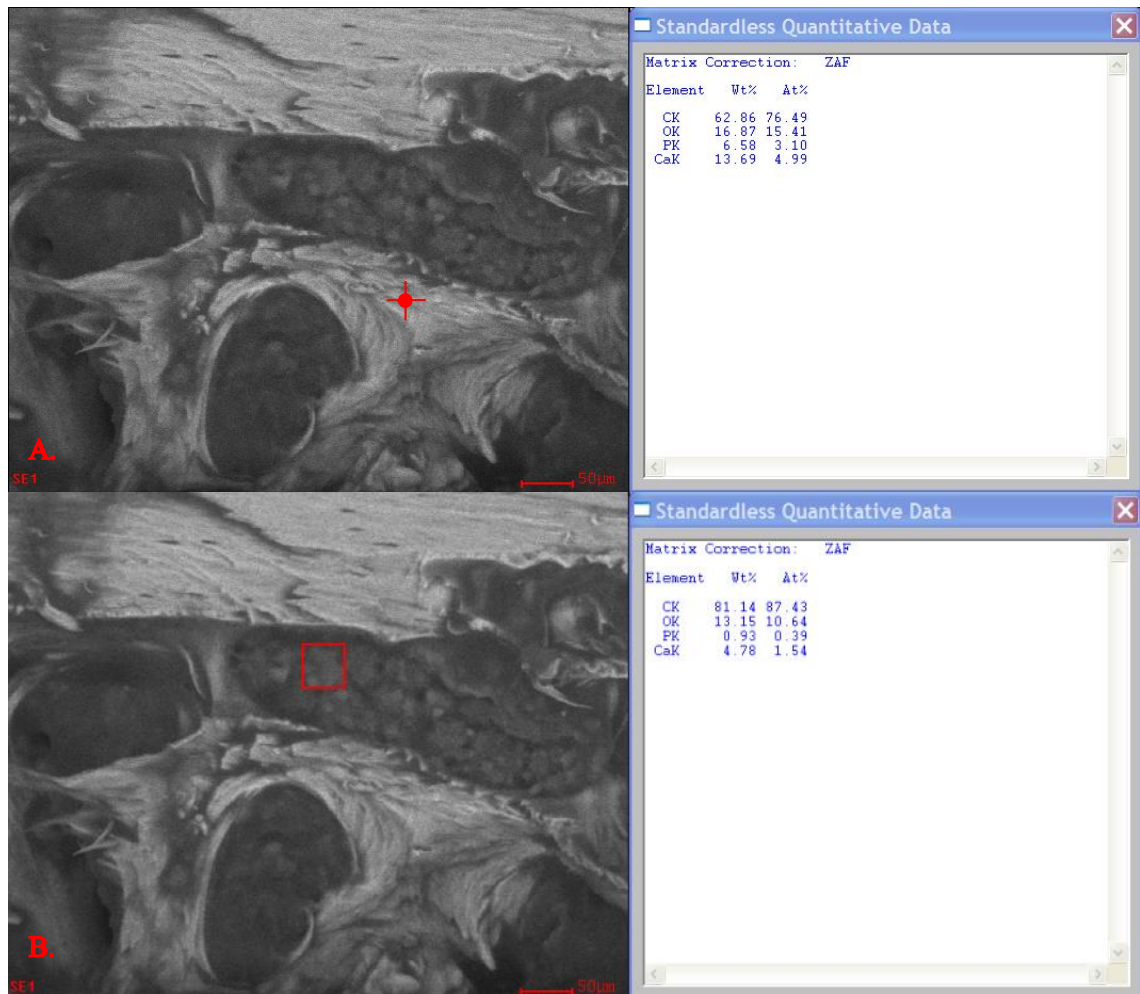 Standardless Quantitative Data
Matrix Correction: ZAF
Element Wt% At%
CK 62.86 76.49
OK 16.87 15.41
PK 6.58 3.10
CaK 13.69 4.99
A.
SE1
50µm
Standardless Quantitative Data
Matrix Correction: ZAF
Element Wt% At%
CK 81.14 87.43
OK 13.15 10.64
PK 0.93 0.39
CaK 4.78 1.54
B.
SE1
50µm